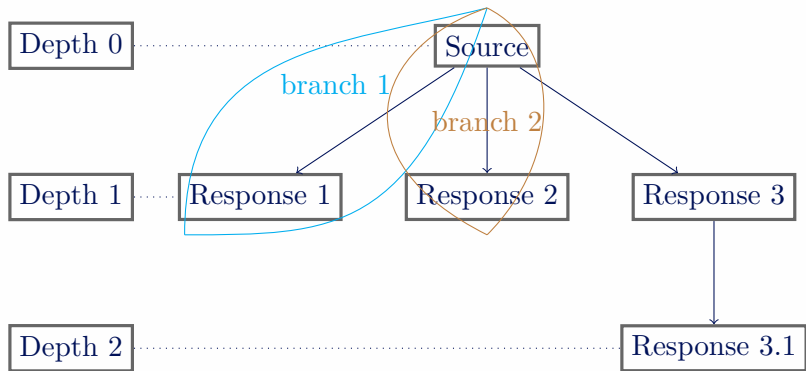 Depth 0
Source
branch 1
branch 2
Depth 1
Response 1
Response 2
Response 3
Depth 2
Response 3.1